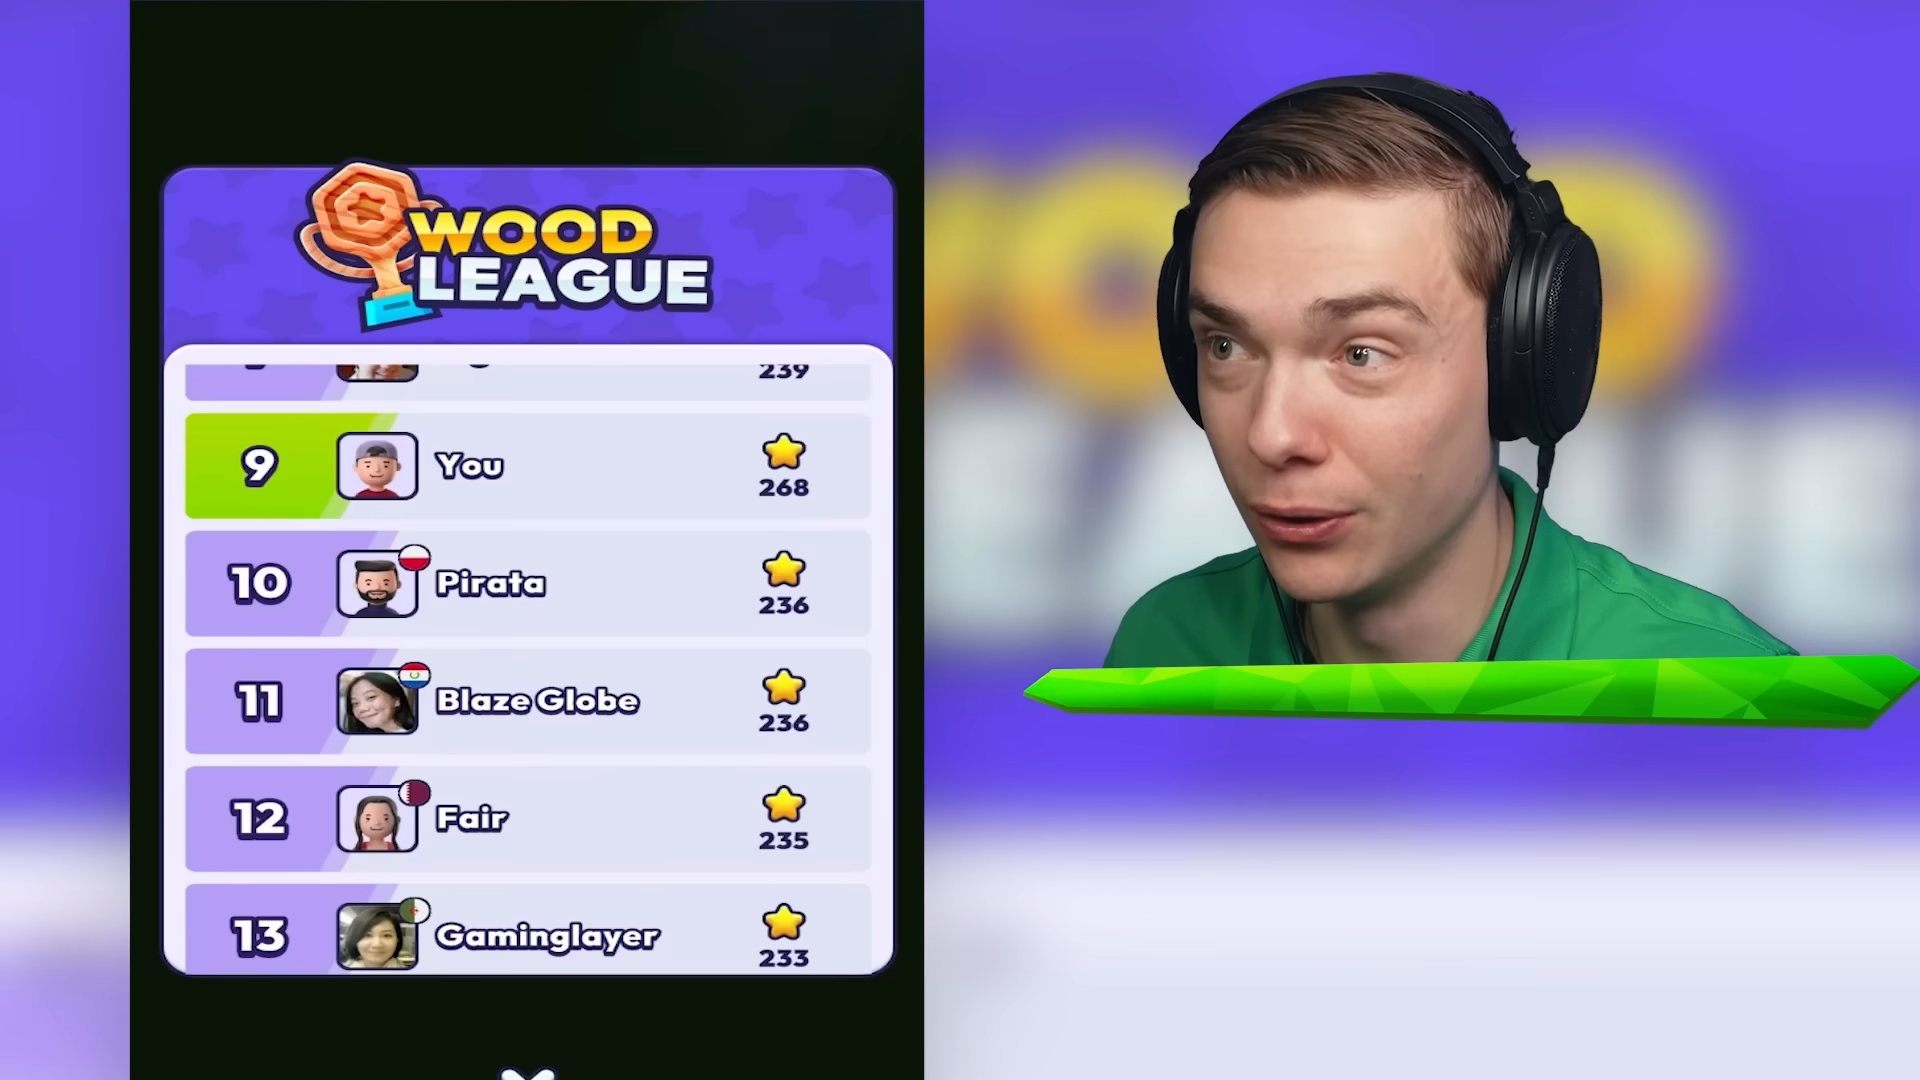 WOOD
LEAGUE
239
9 You 268
10 Pirata 236
11 Blaze Globe 236
12 Fair 235
13 Gaminglayer 233